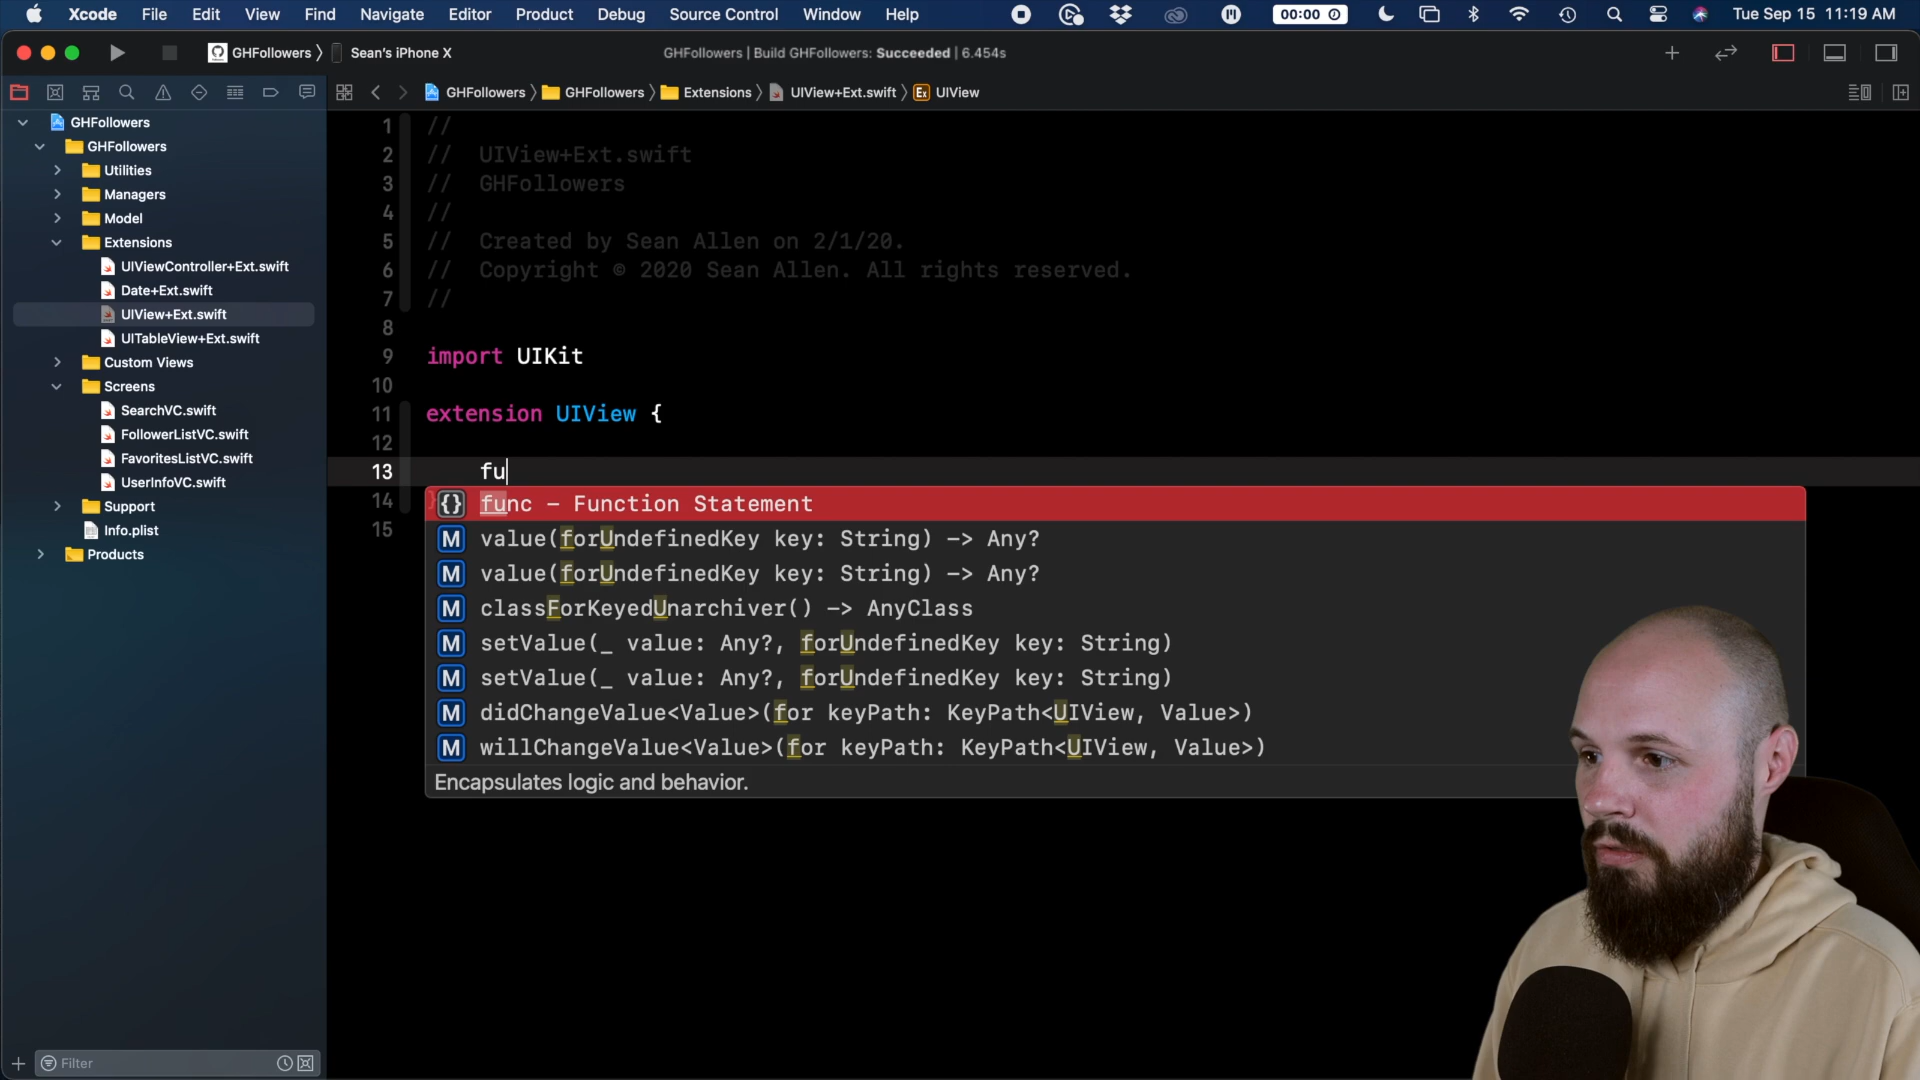 Xcode File Edit View Find Navigate Editor Product Debug Source Control Window Help 00:00 Tue Sep 15 11:19 AM
GHFollowers Sean's iPhone X GHFollowers | Build GHFollowers: Succeeded | 6.454s
GHFollowers GHFollowers Extensions UIView+Ext.swift Ex UIView
GHFollowers
GHFollowers
Utilities
Managers
Model
Extensions
UIViewController+Ext.swift
Date+Ext.swift
UIView+Ext.swift
UITableView+Ext.swift
Custom Views
Screens
SearchVC.swift
FollowerListVC.swift
FavoritesListVC.swift
UserInfoVC.swift
Support
Info.plist
Products
Filter
1 //
2 // UIView+Ext.swift
3 // GHFollowers
4 //
5 // Created by Sean Allen on 2/1/20.
6 // Copyright © 2020 Sean Allen. All rights reserved.
7 //
8
9 import UIKit
10
11 extension UIView {
12
13 fu
14 }
15
{} func – Function Statement
M value(forUndefinedKey key: String) -> Any?
M value(forUndefinedKey key: String) -> Any?
M classForKeyedUnarchiver() -> AnyClass
M setValue(_ value: Any?, forUndefinedKey key: String)
M setValue(_ value: Any?, forUndefinedKey key: String)
M didChangeValue<Value>(for keyPath: KeyPath<UIView, Value>)
M willChangeValue<Value>(for keyPath: KeyPath<UIView, Value>)
Encapsulates logic and behavior.